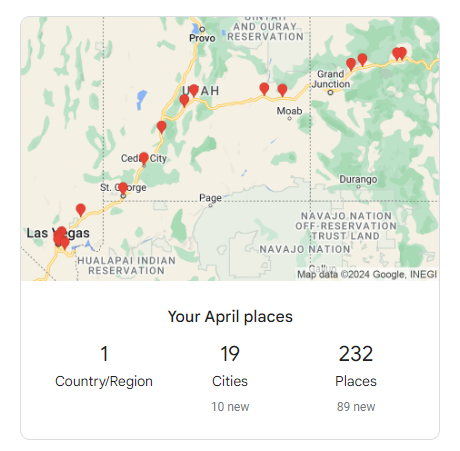 UINTAH
AND OURAY
RESERVATION
Provo
UTAH
Grand
Junction
Moab
Cedar City
St. George
Page
Durango
Las Vegas
NAVAJO NATION
OFF-RESERVATION
TRUST LAND
NAVAJO NATION
HUALAPAI INDIAN
RESERVATION
Gallup
Map data ©2024 Google, INEGI
Your April places
1 19 232
Country/Region Cities Places
10 new 89 new